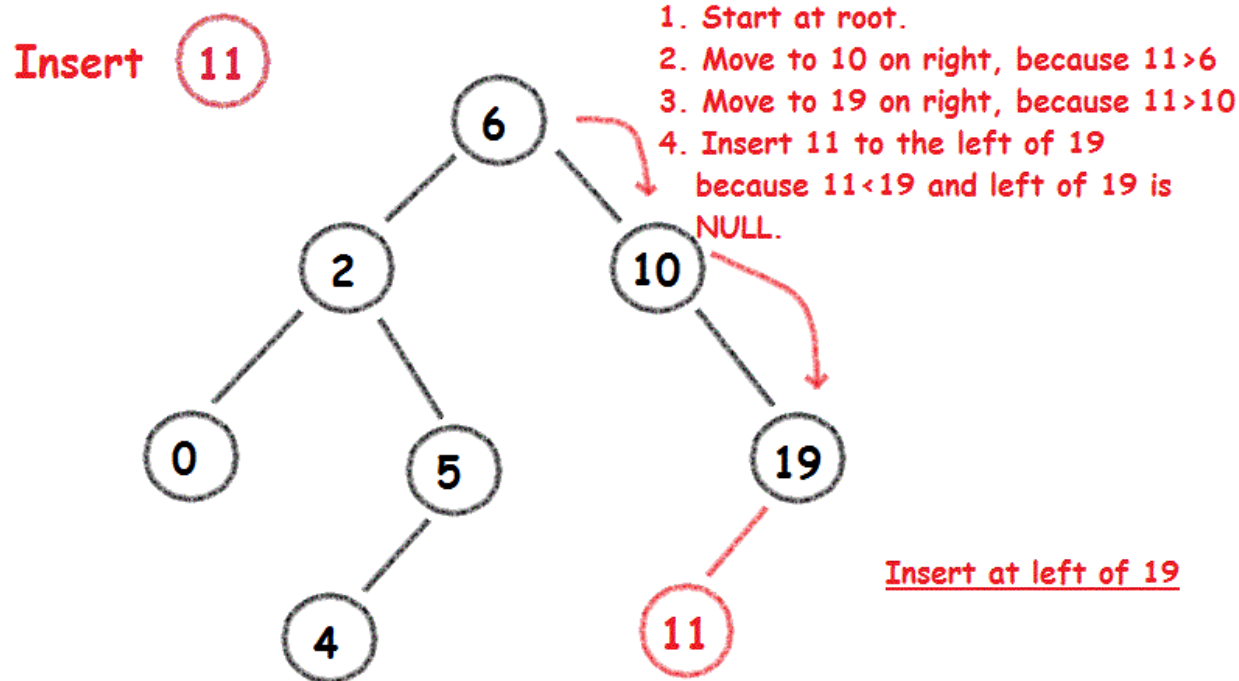 1. Start at root.
Insert 11
2. Move to 10 on right, because 11>6
3. Move to 19 on right, because 11>10
6
4. Insert 11 to the left of 19
because 11<19 and left of 19 is
NULL.
2
10
0
5
19
Insert at left of 19
4
11